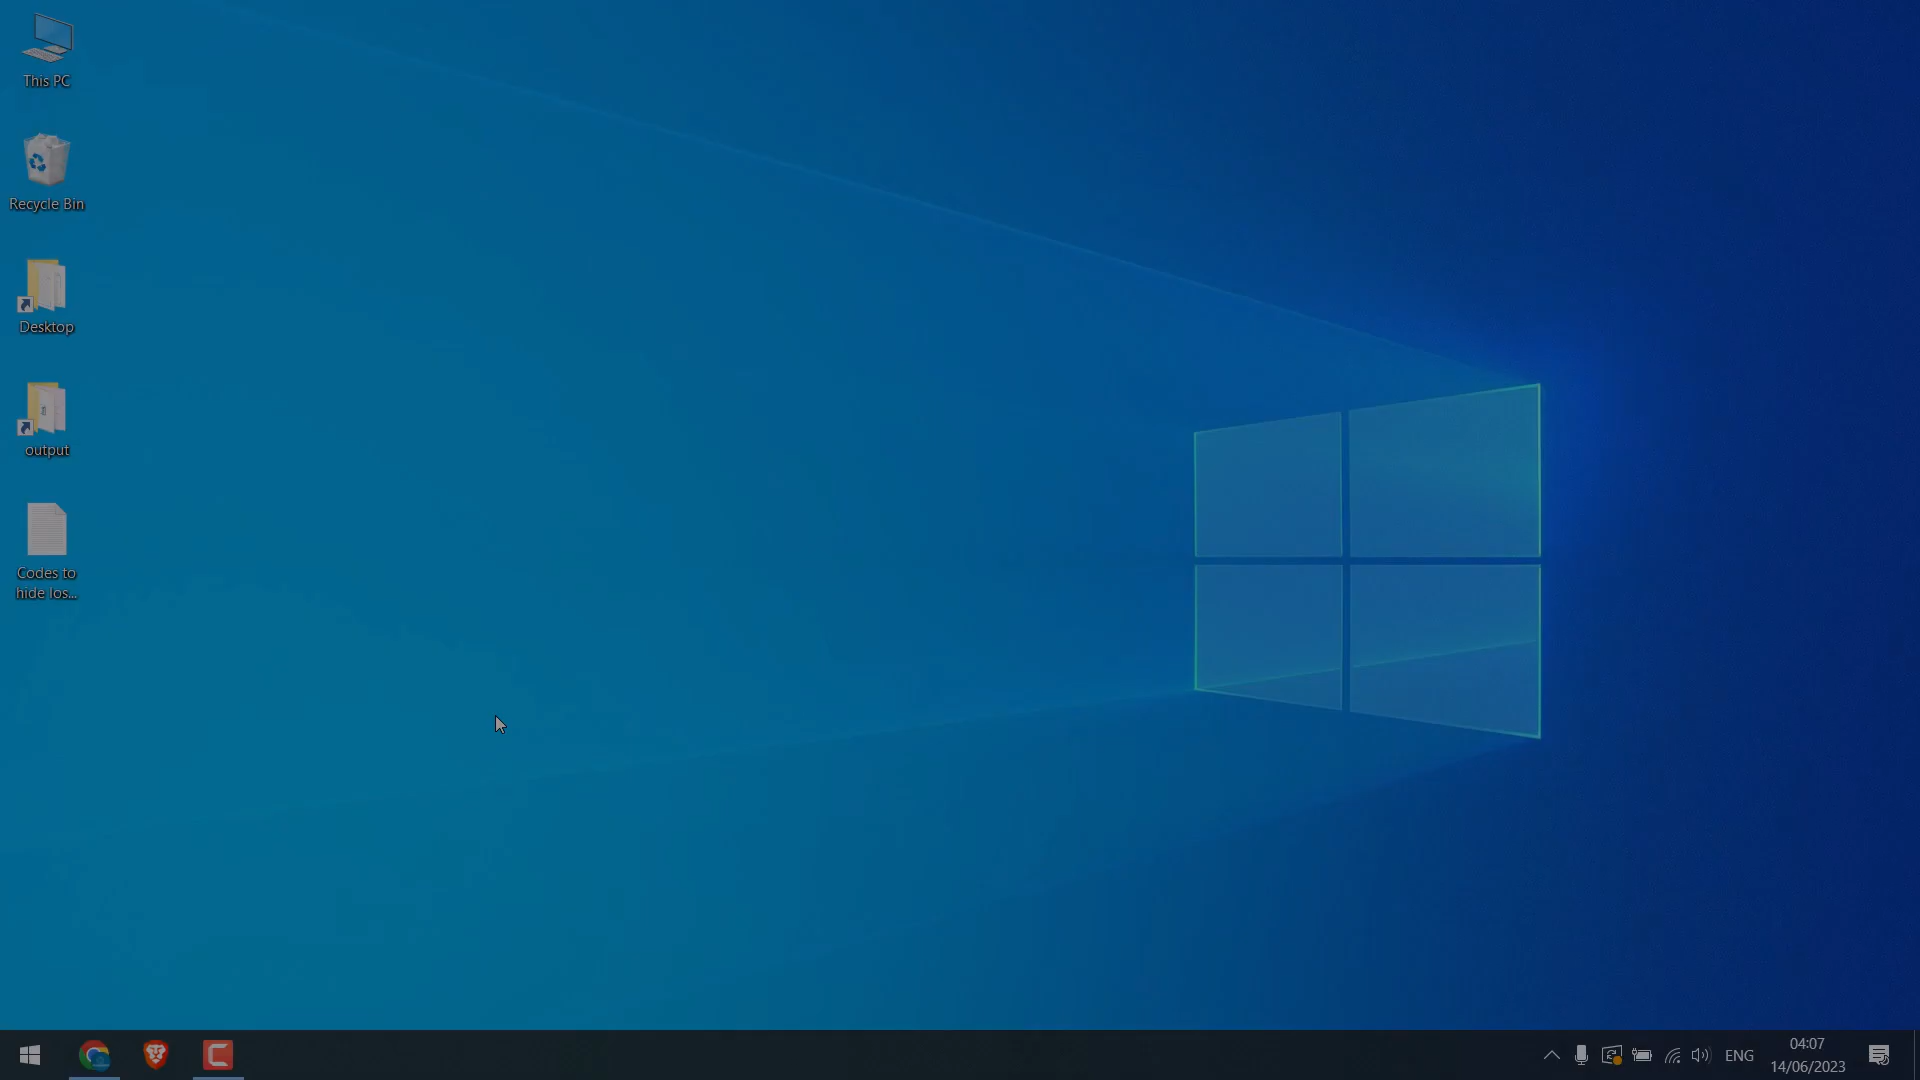 This PC
Recycle Bin
Desktop
output
Codes to
hide los...
ENG
04:07
14/06/2023